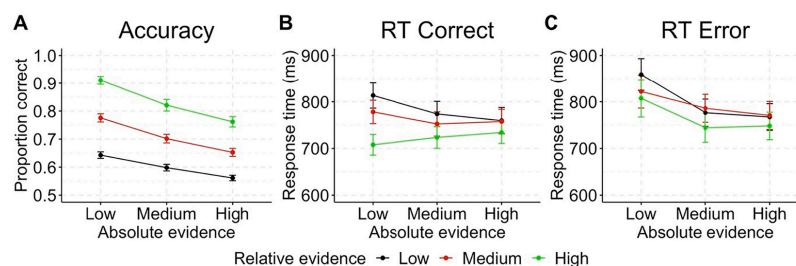 A Accuracy B RT Correct C RT Error
Proportion correct
1.0
0.9
0.8
0.7
0.6
0.5
Low Medium High
Absolute evidence
Response time (ms)
900
800
700
600
Low Medium High
Absolute evidence
Response time (ms)
900
800
700
600
Low Medium High
Absolute evidence
Relative evidence Low Medium High